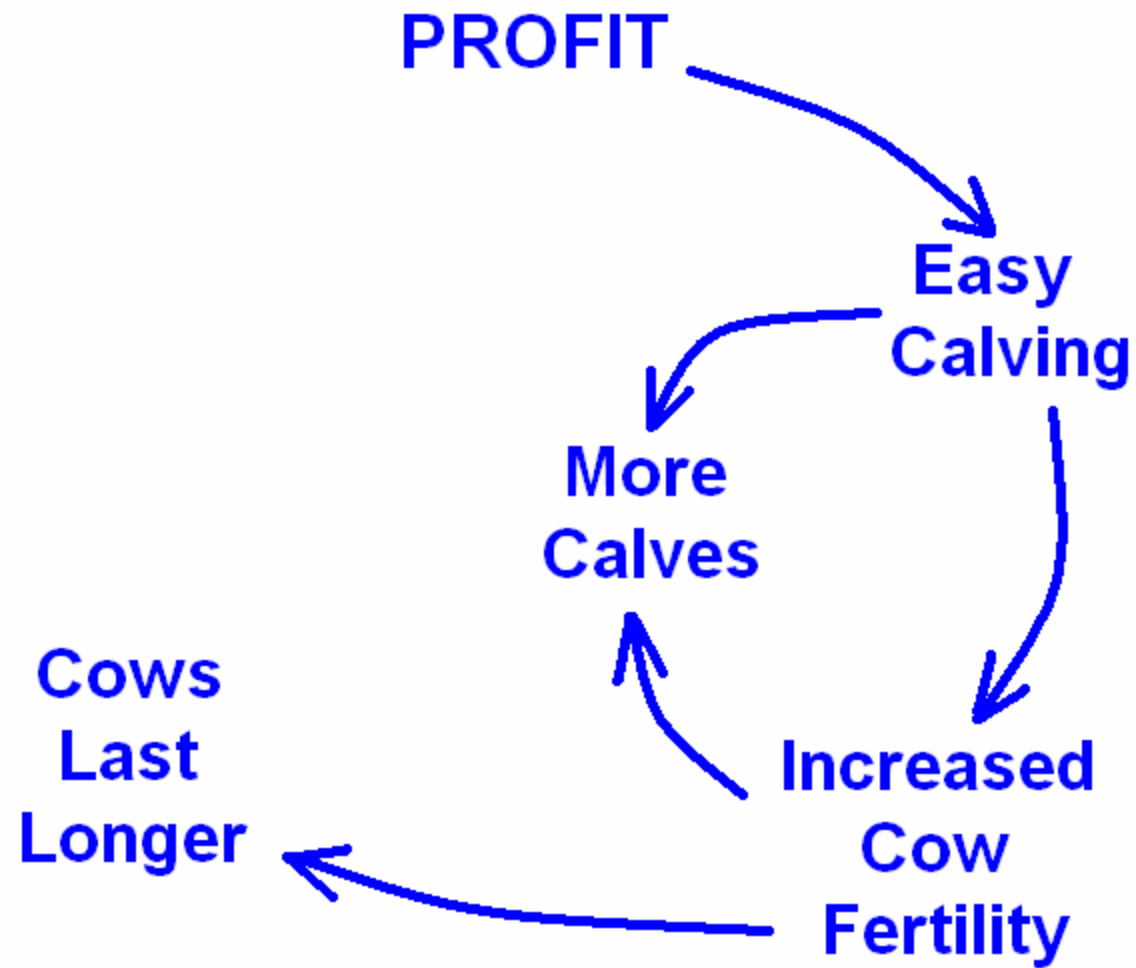 PROFIT
Easy
Calving
More
Calves
Cows
Last
Longer
Increased
Cow
Fertility